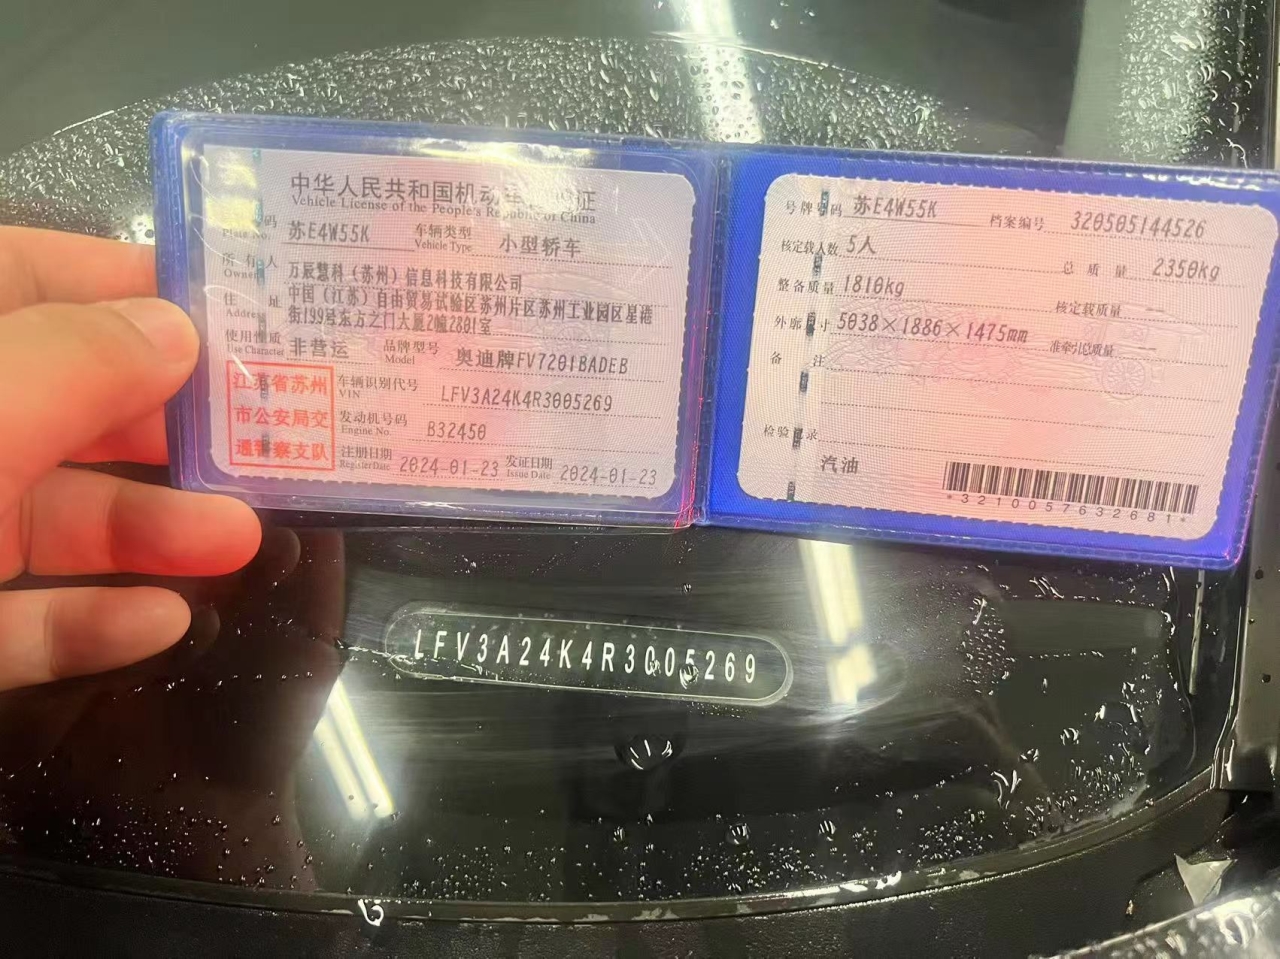 中华人民共和国机动车行驶证
Vehicle License of the People's Republic of China
号牌号码 Plate No. 苏E4W55K 车辆类型 Vehicle Type 小型轿车
所有人 Owner 万辰慧科(苏州)信息科技有限公司
住址 Address 中国(江苏)自由贸易试验区苏州片区苏州工业园区星港
街199号东方之门大厦2幢2801室
使用性质 Use Character 非营运 品牌型号 Model 奥迪牌FV7201BADEB
江苏省苏州
市公安局交
通警察支队
车辆识别代号 VIN LFV3A24K4R3005269
发动机号码 Engine No. B32450
注册日期 Register Date 2024-01-23 发证日期 Issue Date 2024-01-23
号牌号码 苏E4W55K 档案编号 320505144526
核定载人数 5人 总质量 2350kg
整备质量 1810kg 核定载质量 --
外廓尺寸 5038×1886×1475mm 准牵引总质量 --
备注
检验记录
汽油
*3210057632681*
LFV3A24K4R3005269